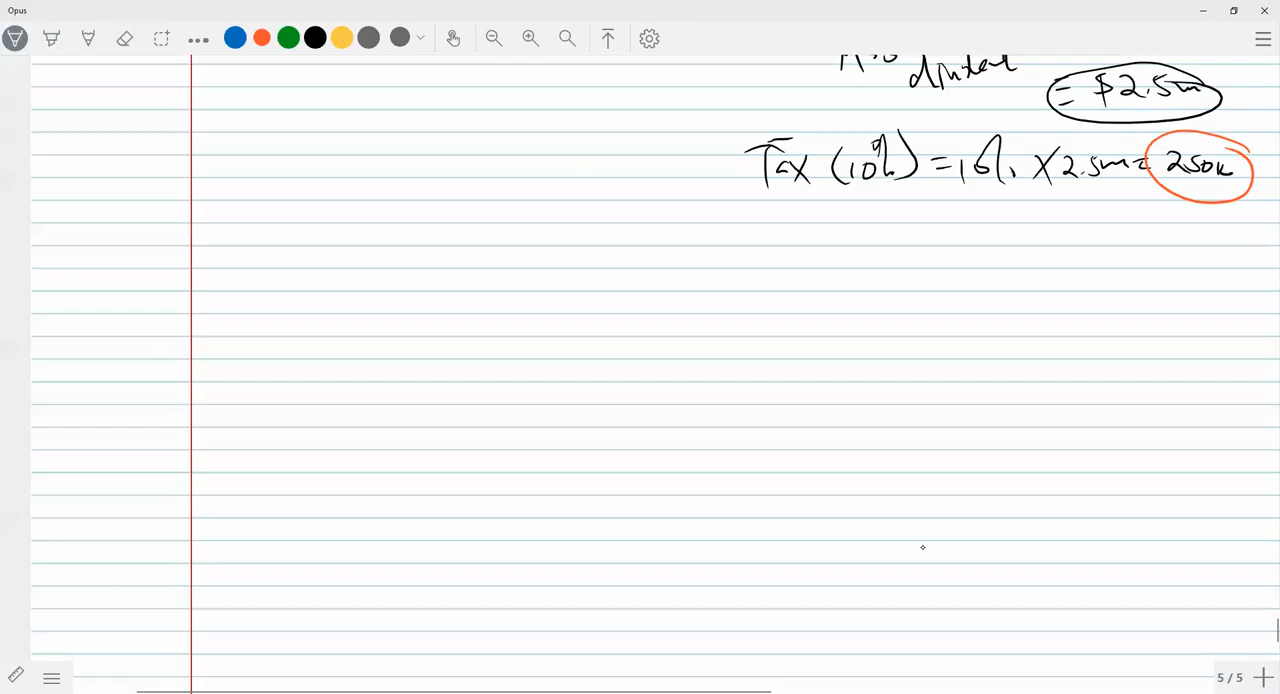 Opus
= $2.5m
Tax (10%) = 10% X 2.5m = 250k
5 / 5